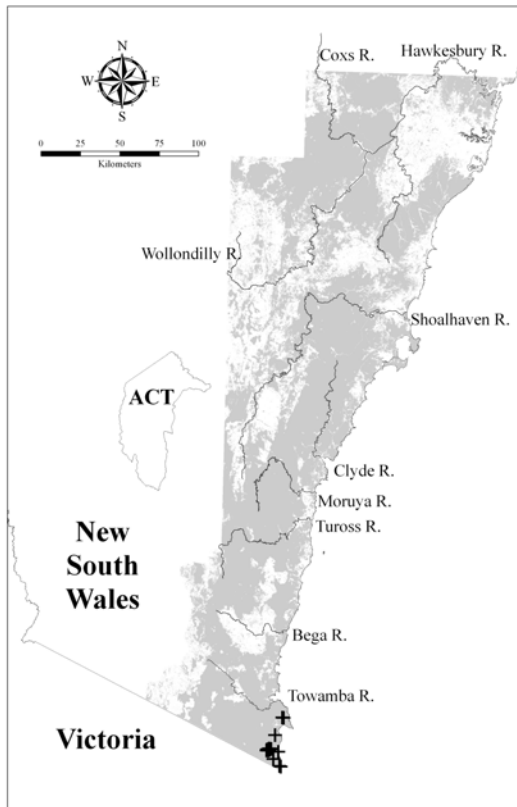 Coxs R.
Hawkesbury R.
N
W
E
S
0 25 50 75 100
Kilometers
Wollondilly R.
Shoalhaven R.
ACT
Clyde R.
Moruya R.
Tuross R.
New
South
Wales
Bega R.
Towamba R.
Victoria